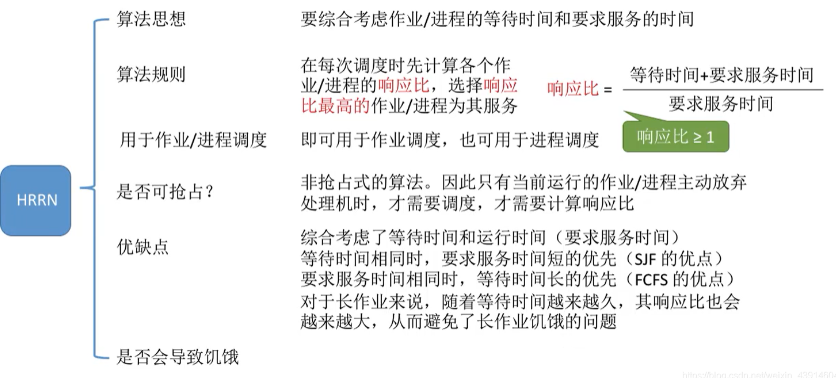 算法思想
要综合考虑作业/进程的等待时间和要求服务的时间
算法规则
在每次调度时先计算各个作
业/进程的响应比，选择响应
比最高的作业/进程为其服务
响应比 =
等待时间+要求服务时间
要求服务时间
响应比 ≥ 1
用于作业/进程调度
即可用于作业调度，也可用于进程调度
HRRN
是否可抢占？
非抢占式的算法。因此只有当前运行的作业/进程主动放弃
处理机时，才需要调度，才需要计算响应比
优缺点
综合考虑了等待时间和运行时间（要求服务时间）
等待时间相同时，要求服务时间短的优先（SJF 的优点）
要求服务时间相同时，等待时间长的优先（FCFS 的优点）
对于长作业来说，随着等待时间越来越久，其响应比也会
越来越大，从而避免了长作业饥饿的问题
是否会导致饥饿